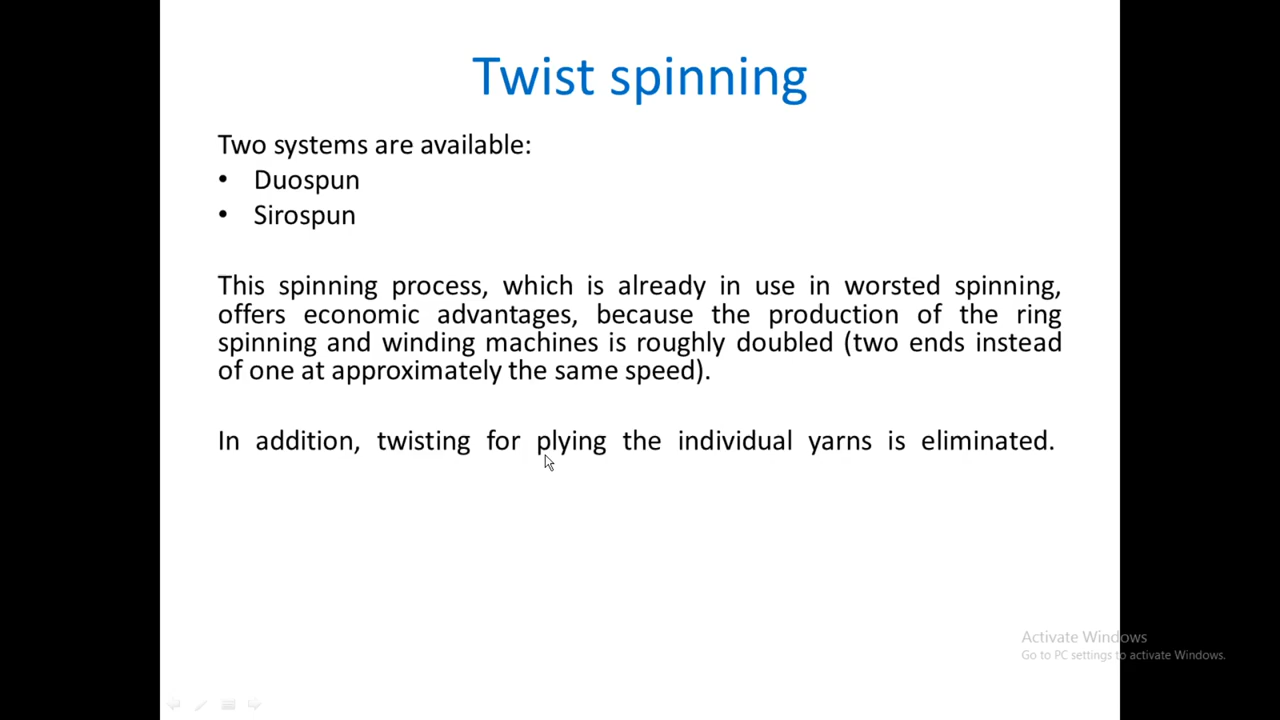 Twist spinning
Two systems are available:
• Duospun
• Sirospun
This spinning process, which is already in use in worsted spinning,
offers economic advantages, because the production of the ring
spinning and winding machines is roughly doubled (two ends instead
of one at approximately the same speed).
In addition, twisting for plying the individual yarns is eliminated.
Activate Windows
Go to PC settings to activate Windows.